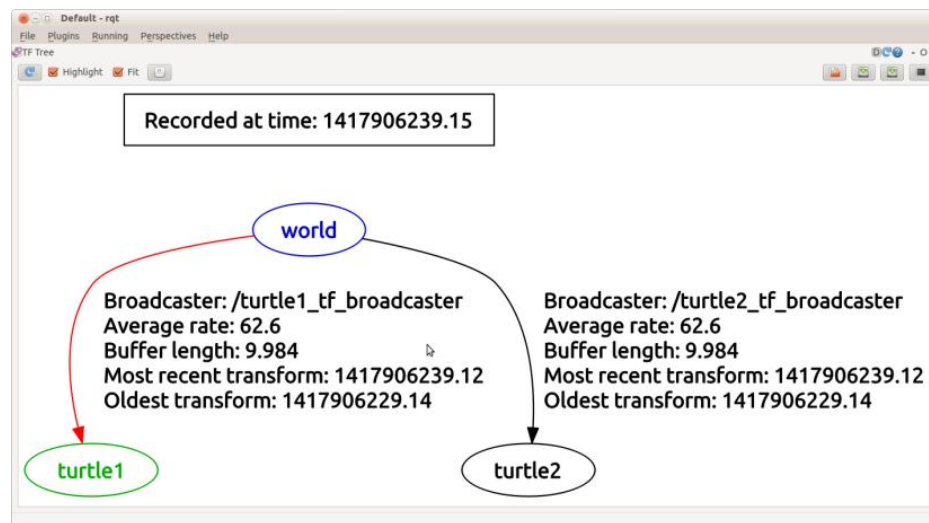 Default - rqt
File Plugins Running Perspectives Help
TF Tree
D - O
Highlight Fit
Recorded at time: 1417906239.15
world
Broadcaster: /turtle1_tf_broadcaster
Average rate: 62.6
Buffer length: 9.984
Most recent transform: 1417906239.12
Oldest transform: 1417906229.14
Broadcaster: /turtle2_tf_broadcaster
Average rate: 62.6
Buffer length: 9.984
Most recent transform: 1417906239.12
Oldest transform: 1417906229.14
turtle1
turtle2